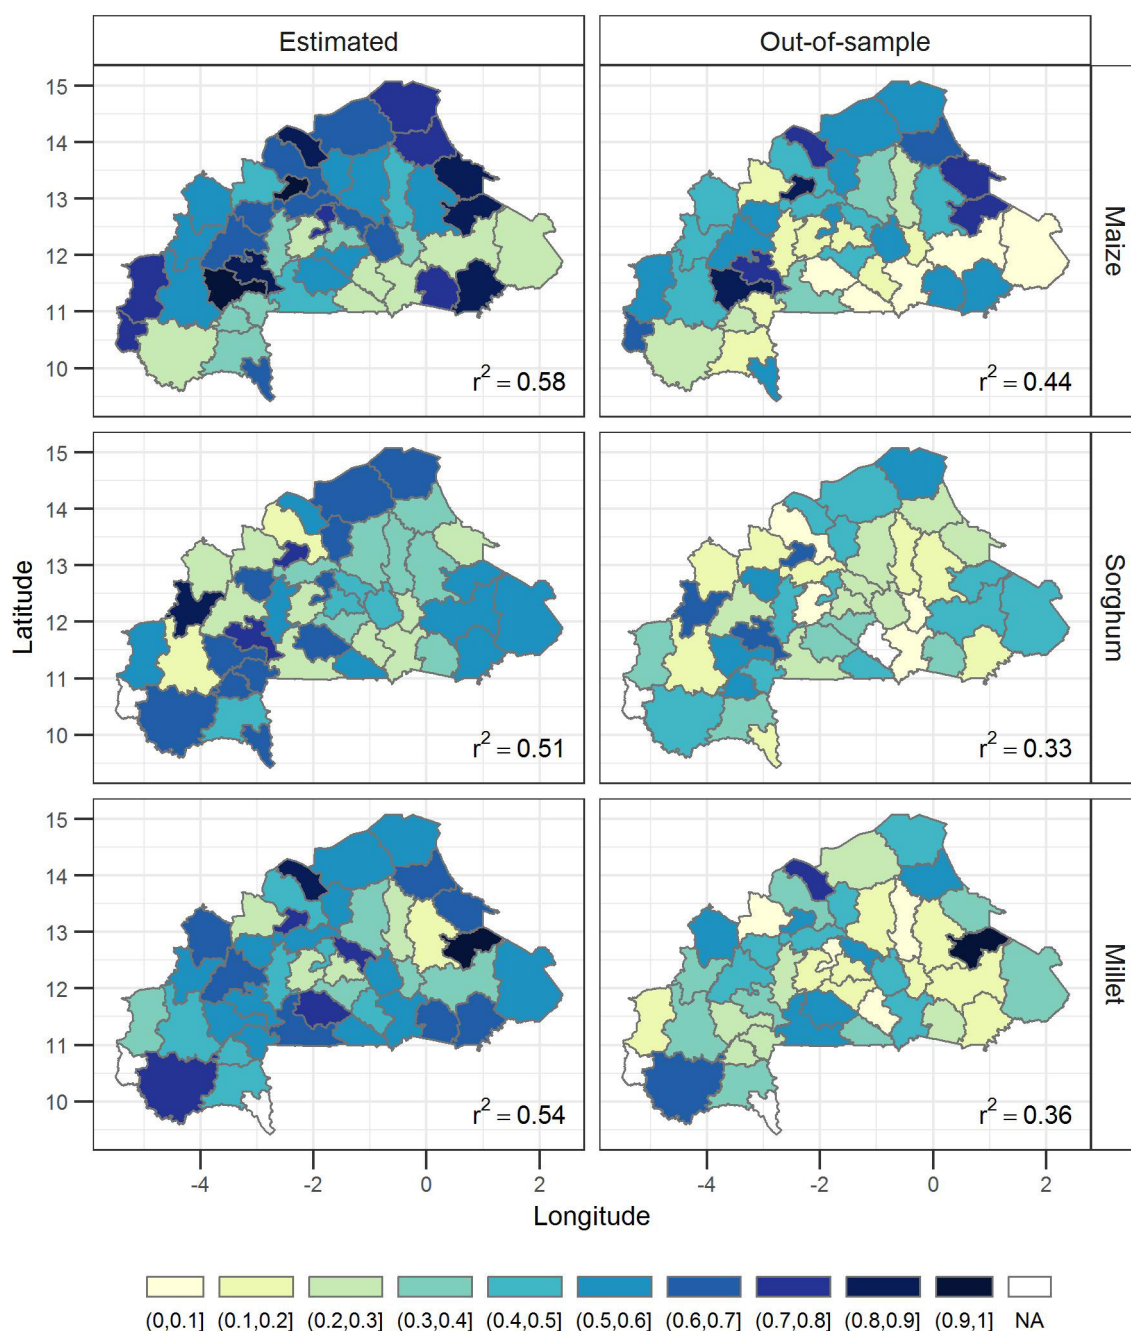 Estimated Out-of-sample
15
14
13
12
11
10
r² = 0.58 r² = 0.44
Maize
15
14
13
12
11
10
r² = 0.51 r² = 0.33
Sorghum
Latitude
15
14
13
12
11
10
r² = 0.54 r² = 0.36
Millet
-4 -2 0 2 -4 -2 0 2
Longitude
(0,0.1] (0.1,0.2] (0.2,0.3] (0.3,0.4] (0.4,0.5] (0.5,0.6] (0.6,0.7] (0.7,0.8] (0.8,0.9] (0.9,1] NA